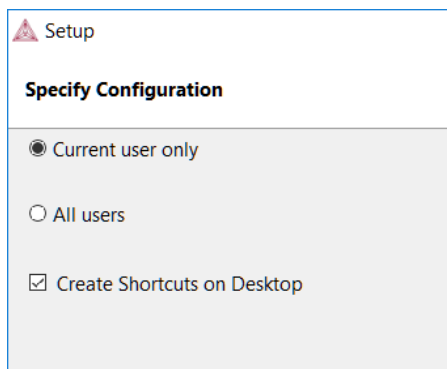 Setup
Specify Configuration
Current user only
All users
Create Shortcuts on Desktop